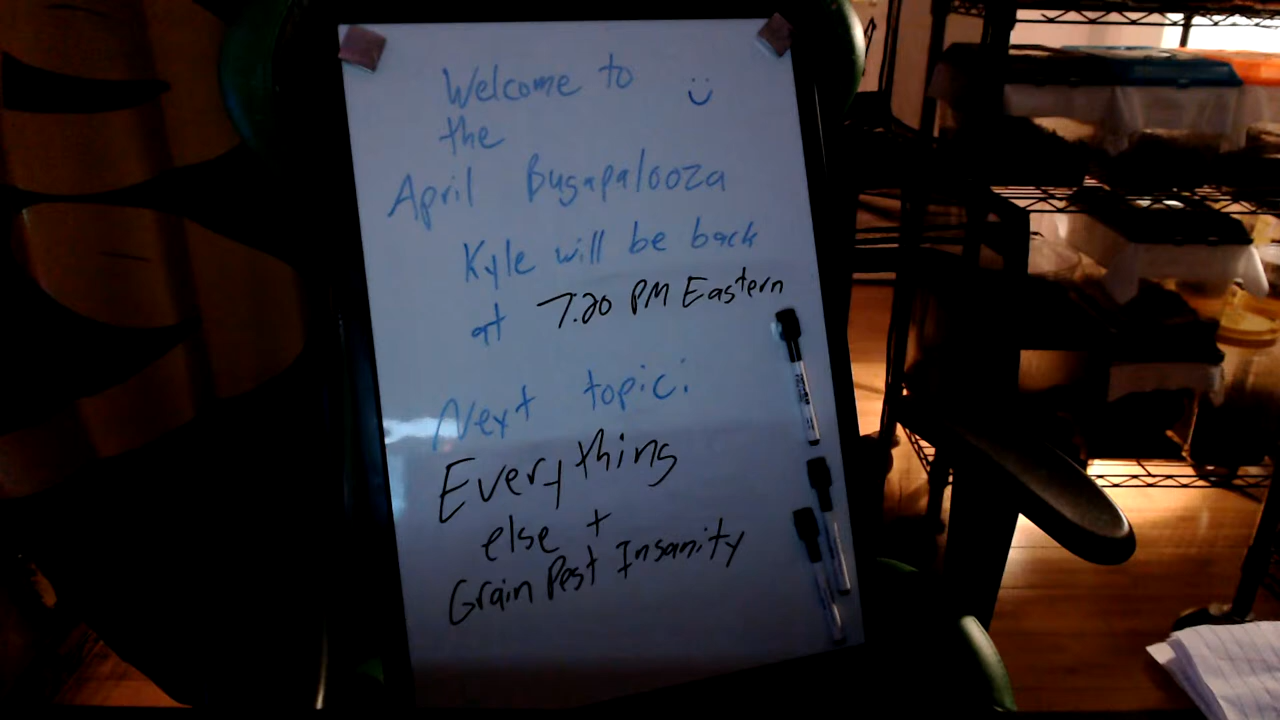 Welcome to
the
April Bugapalooza
Kyle will be back
at 7.20 PM Eastern
Next topic:
Everything
else +
Grain Pest Insanity